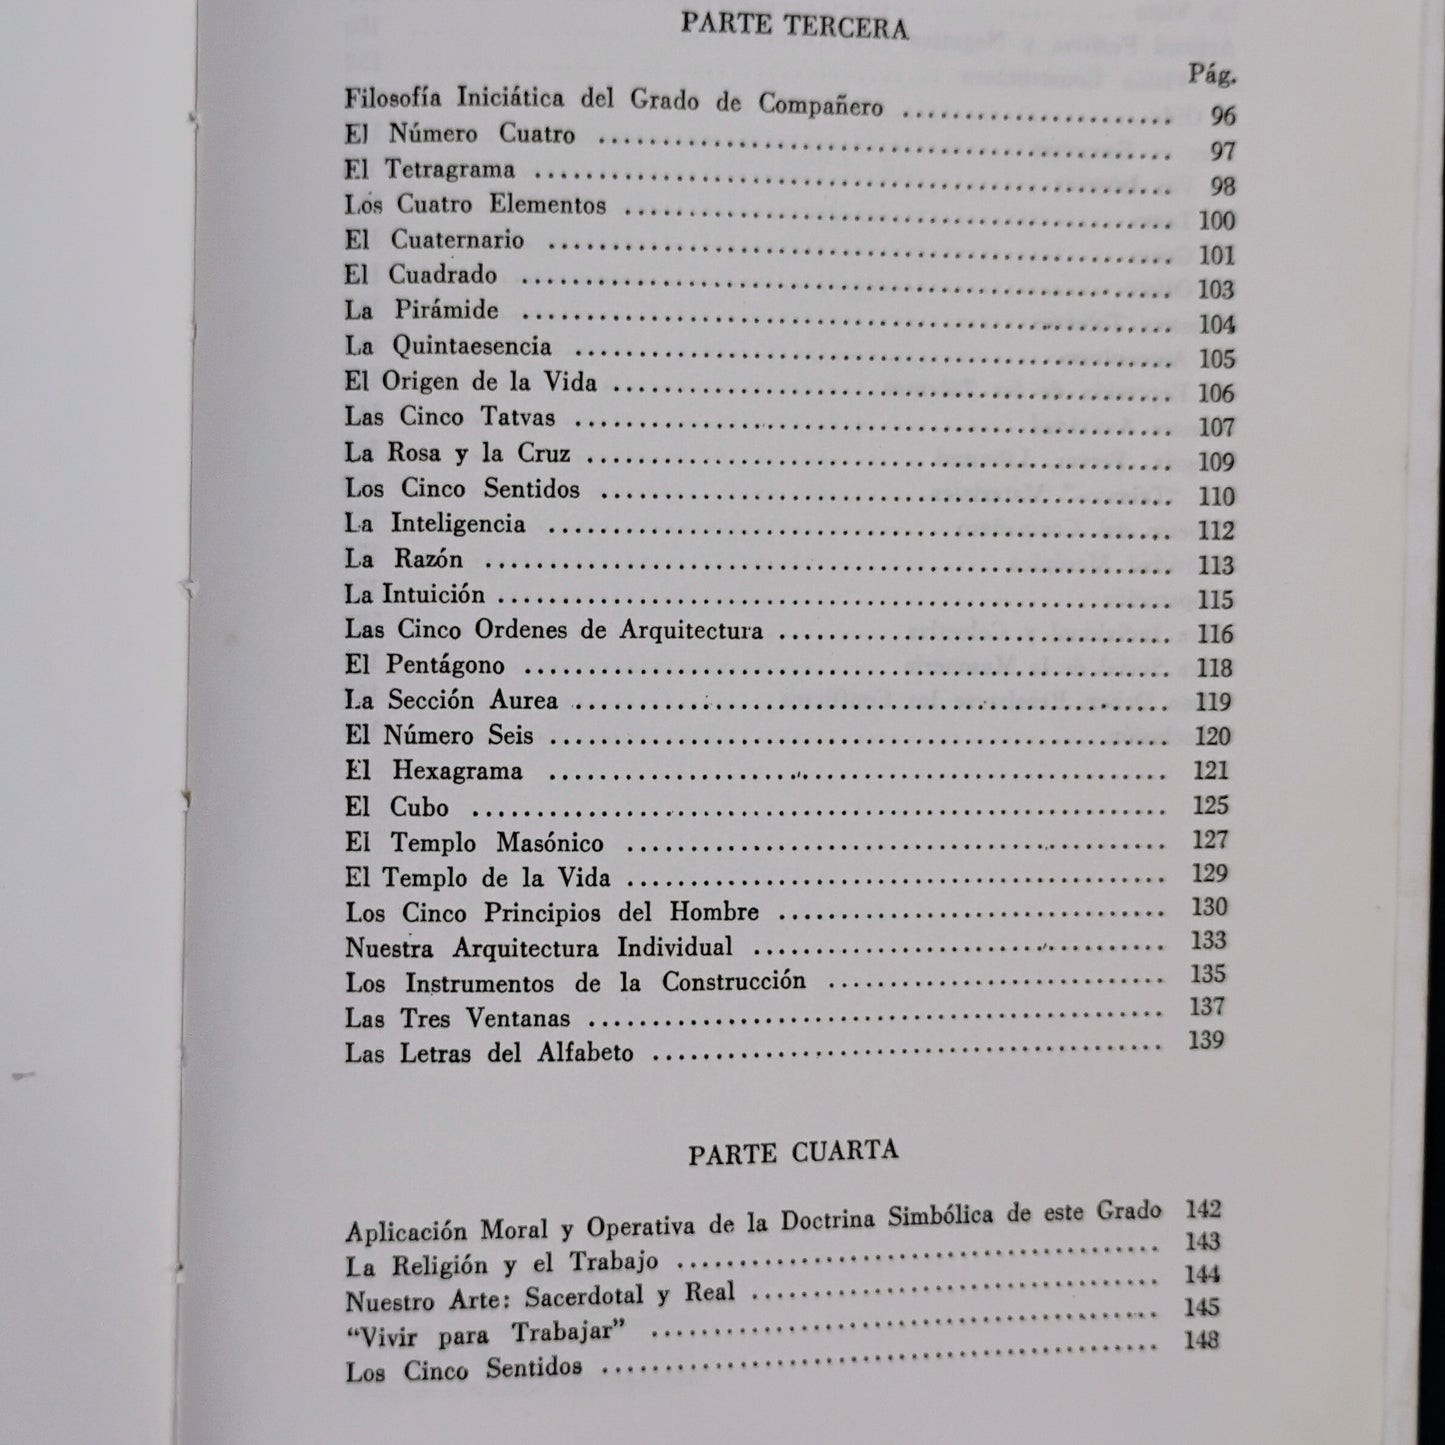 PARTE TERCERA
Pág.
Filosofía Iniciática del Grado de Compañero ...................... 96
El Número Cuatro ............................................. 97
El Tetragrama .................................................. 98
Los Cuatro Elementos ........................................... 100
El Cuaternario ................................................. 101
El Cuadrado ................................................... 103
La Pirámide ................................................... 104
La Quintaesencia ............................................... 105
El Origen de la Vida ............................................ 106
Las Cinco Tatvas ............................................... 107
La Rosa y la Cruz .............................................. 109
Los Cinco Sentidos ............................................. 110
La Inteligencia ................................................. 112
La Razón ...................................................... 113
La Intuición ..................................................... 115
Las Cinco Ordenes de Arquitectura ............................... 116
El Pentágono ................................................... 118
La Sección Aurea ............................................... 119
El Número Seis ................................................. 120
El Hexagrama ................................................. 121
El Cubo ....................................................... 125
El Templo Masónico ........................................... 127
El Templo de la Vida ........................................... 129
Los Cinco Principios del Hombre ............................... 130
Nuestra Arquitectura Individual ................................. 133
Los Instrumentos de la Construcción ........................... 135
Las Tres Ventanas .............................................. 137
Las Letras del Alfabeto ......................................... 139
PARTE CUARTA
Aplicación Moral y Operativa de la Doctrina Simbólica de este Grado 142
La Religión y el Trabajo ....................................... 143
Nuestro Arte: Sacerdotal y Real ................................. 144
“Vivir para Trabajar” ......................................... 145
Los Cinco Sentidos ............................................. 148